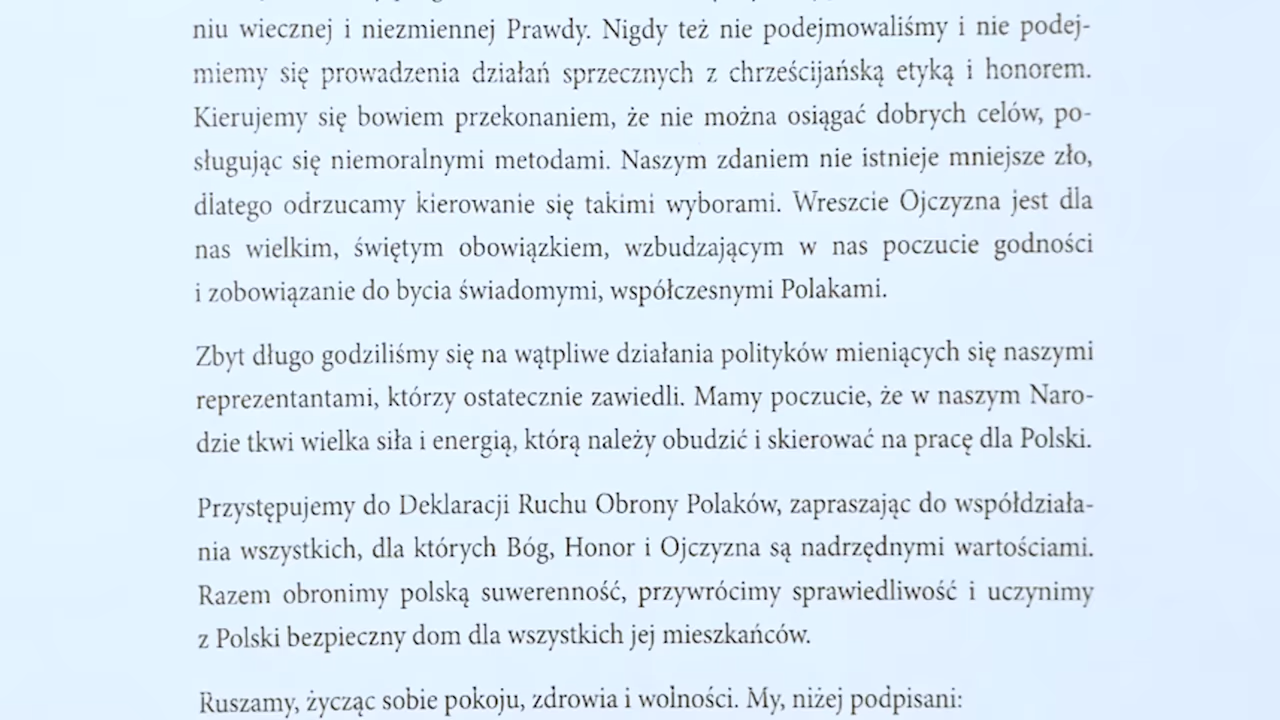 niu wiecznej i niezmiennej Prawdy. Nigdy też nie podejmowaliśmy i nie podej-
miemy się prowadzenia działań sprzecznych z chrześcijańską etyką i honorem.
Kierujemy się bowiem przekonaniem, że nie można osiągać dobrych celów, po-
sługując się niemoralnymi metodami. Naszym zdaniem nie istnieje mniejsze zło,
dlatego odrzucamy kierowanie się takimi wyborami. Wreszcie Ojczyzna jest dla
nas wielkim, świętym obowiązkiem, wzbudzającym w nas poczucie godności
i zobowiązanie do bycia świadomymi, współczesnymi Polakami.
Zbyt długo godziliśmy się na wątpliwe działania polityków mieniących się naszymi
reprezentantami, którzy ostatecznie zawiedli. Mamy poczucie, że w naszym Naro-
dzie tkwi wielka siła i energią, którą należy obudzić i skierować na pracę dla Polski.
Przystępujemy do Deklaracji Ruchu Obrony Polaków, zapraszając do współdziała-
nia wszystkich, dla których Bóg, Honor i Ojczyzna są nadrzędnymi wartościami.
Razem obronimy polską suwerenność, przywrócimy sprawiedliwość i uczynimy
z Polski bezpieczny dom dla wszystkich jej mieszkańców.
Ruszamy, życząc sobie pokoju, zdrowia i wolności. My, niżej podpisani: